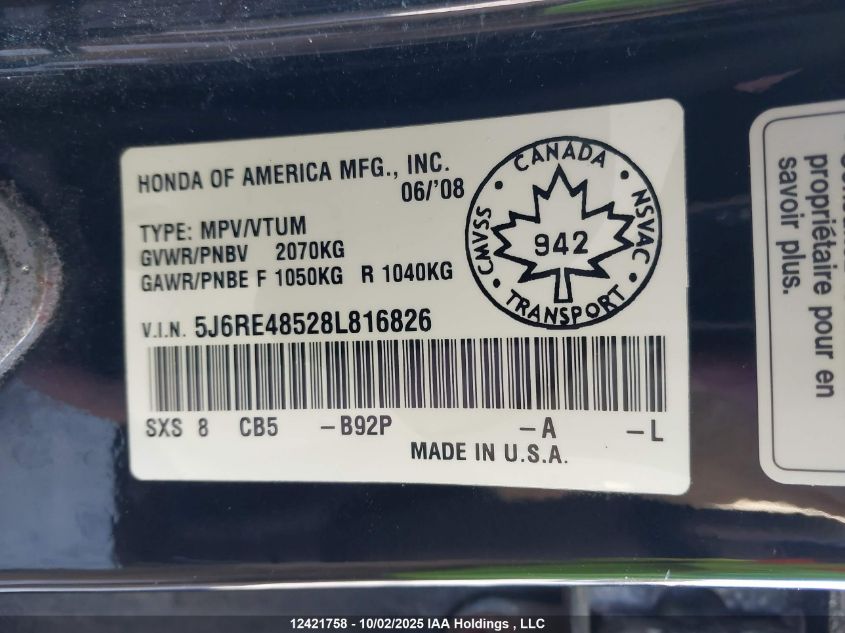 HONDA OF AMERICA MFG., INC.
06/'08
TYPE: MPV/VTUM
GVWR/PNBV 2070KG
GAWR/PNBE F 1050KG R 1040KG
V.I.N. 5J6RE48528L816826
SXS 8 CB5 -B92P -A -L
MADE IN U.S.A.
CANADA
CMVSS
942
NSVAC
TRANSPORT
propriétaire pour en
savoir plus.
12421758 - 10/02/2025 IAA Holdings , LLC